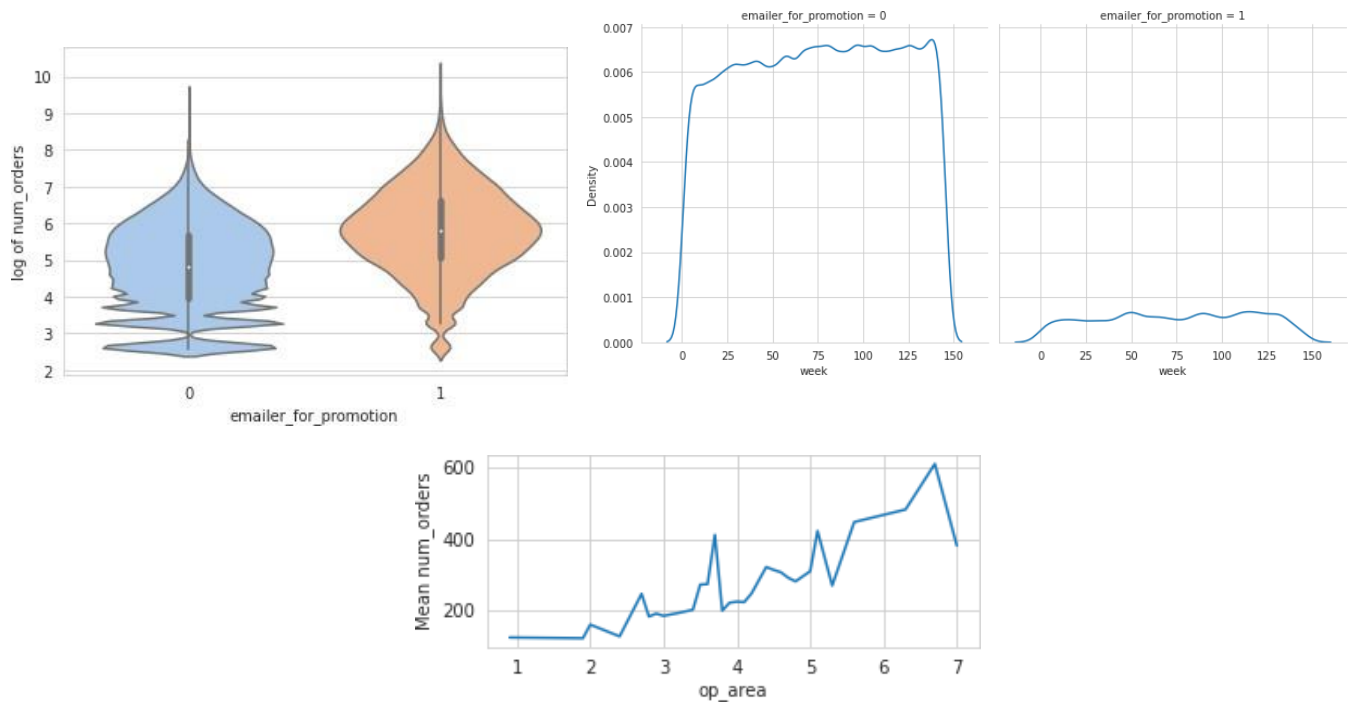 10
9
8
7
6
5
4
3
2
log of num_orders
0 1
emailer_for_promotion
emailer_for_promotion = 0
0.007
0.006
0.005
0.004
0.003
0.002
0.001
0.000
Density
0 25 50 75 100 125 150
week
emailer_for_promotion = 1
0 25 50 75 100 125 150
week
600
400
200
Mean num_orders
1 2 3 4 5 6 7
op_area